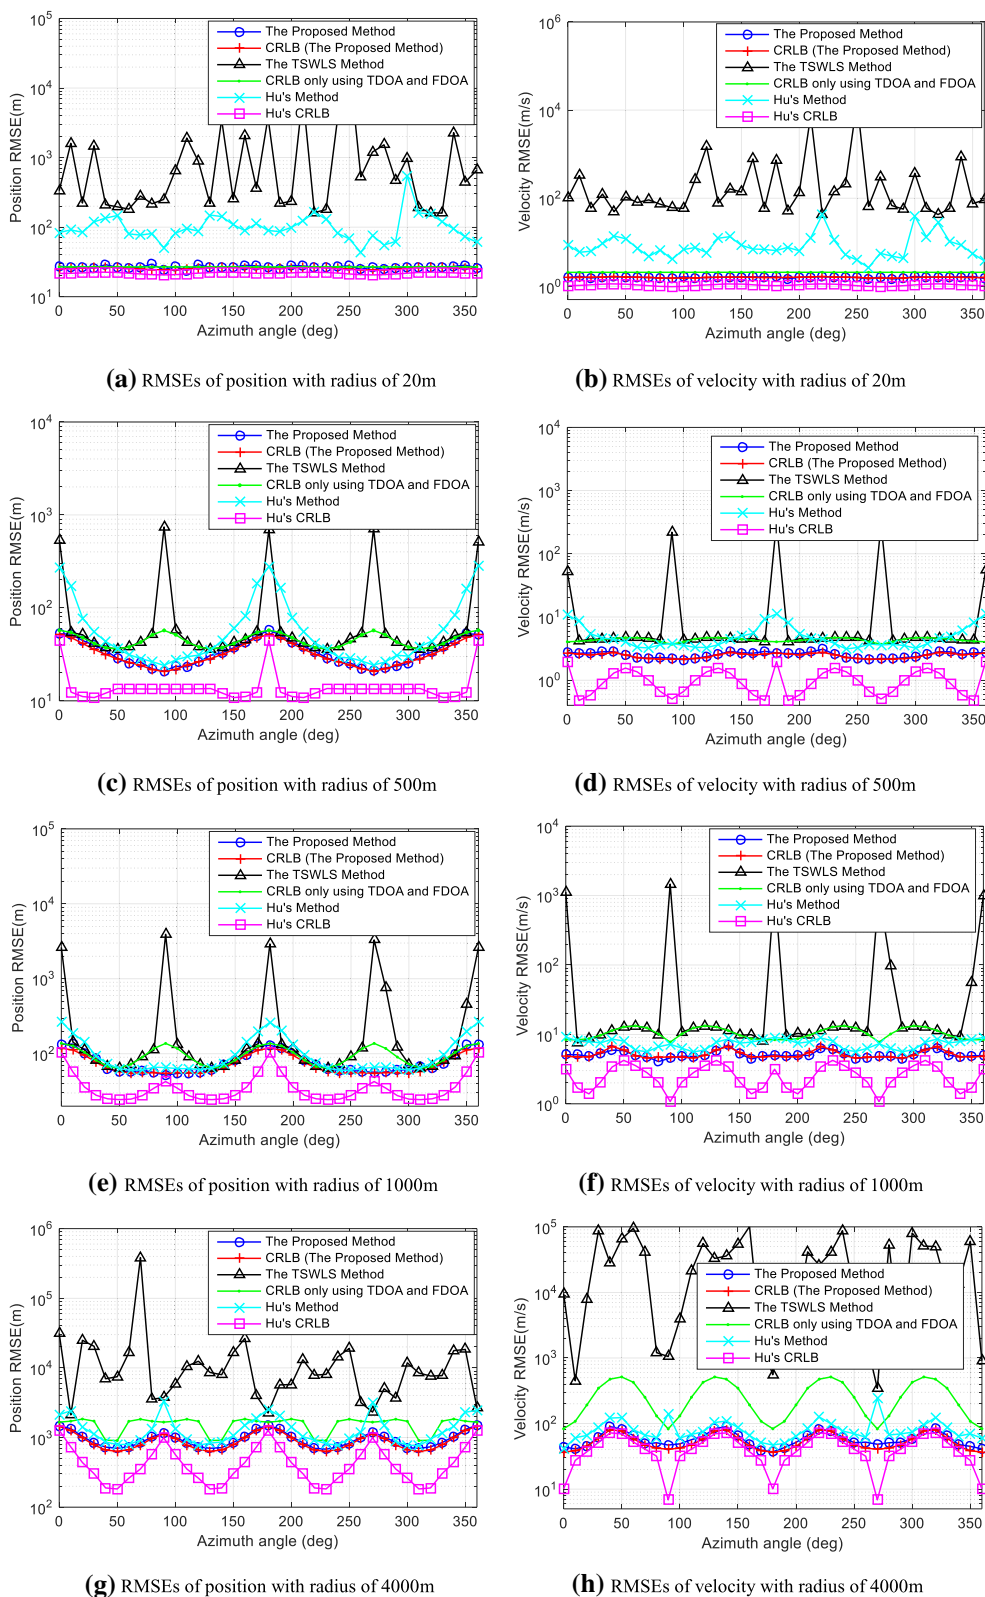 10^5
10^4
10^3
10^2
10^1
Position RMSE(m)
The Proposed Method
CRLB (The Proposed Method)
The TSWLS Method
CRLB only using TDOA and FDOA
Hu's Method
Hu's CRLB
0 50 100 150 200 250 300 350
Azimuth angle (deg)
(a) RMSEs of position with radius of 20m
10^6
10^4
10^2
10^0
Velocity RMSE(m/s)
The Proposed Method
CRLB (The Proposed Method)
The TSWLS Method
CRLB only using TDOA and FDOA
Hu's Method
Hu's CRLB
0 50 100 150 200 250 300 350
Azimuth angle (deg)
(b) RMSEs of velocity with radius of 20m
10^4
10^3
10^2
10^1
Position RMSE(m)
The Proposed Method
CRLB (The Proposed Method)
The TSWLS Method
CRLB only using TDOA and FDOA
Hu's Method
Hu's CRLB
0 50 100 150 200 250 300 350
Azimuth angle (deg)
(c) RMSEs of position with radius of 500m
10^4
10^3
10^2
10^1
10^0
Velocity RMSE(m/s)
The Proposed Method
CRLB (The Proposed Method)
The TSWLS Method
CRLB only using TDOA and FDOA
Hu's Method
Hu's CRLB
0 50 100 150 200 250 300 350
Azimuth angle (deg)
(d) RMSEs of velocity with radius of 500m
10^5
10^4
10^3
10^2
Position RMSE(m)
The Proposed Method
CRLB (The Proposed Method)
The TSWLS Method
CRLB only using TDOA and FDOA
Hu's Method
Hu's CRLB
0 50 100 150 200 250 300 350
Azimuth angle (deg)
(e) RMSEs of position with radius of 1000m
10^4
10^3
10^2
10^1
10^0
Velocity RMSE(m/s)
The Proposed Method
CRLB (The Proposed Method)
The TSWLS Method
CRLB only using TDOA and FDOA
Hu's Method
Hu's CRLB
0 50 100 150 200 250 300 350
Azimuth angle (deg)
(f) RMSEs of velocity with radius of 1000m
10^6
10^5
10^4
10^3
10^2
Position RMSE(m)
The Proposed Method
CRLB (The Proposed Method)
The TSWLS Method
CRLB only using TDOA and FDOA
Hu's Method
Hu's CRLB
0 50 100 150 200 250 300 350
Azimuth angle (deg)
(g) RMSEs of position with radius of 4000m
10^5
10^4
10^3
10^2
10^1
Velocity RMSE(m/s)
The Proposed Method
CRLB (The Proposed Method)
The TSWLS Method
CRLB only using TDOA and FDOA
Hu's Method
Hu's CRLB
0 50 100 150 200 250 300 350
Azimuth angle (deg)
(h) RMSEs of velocity with radius of 4000m